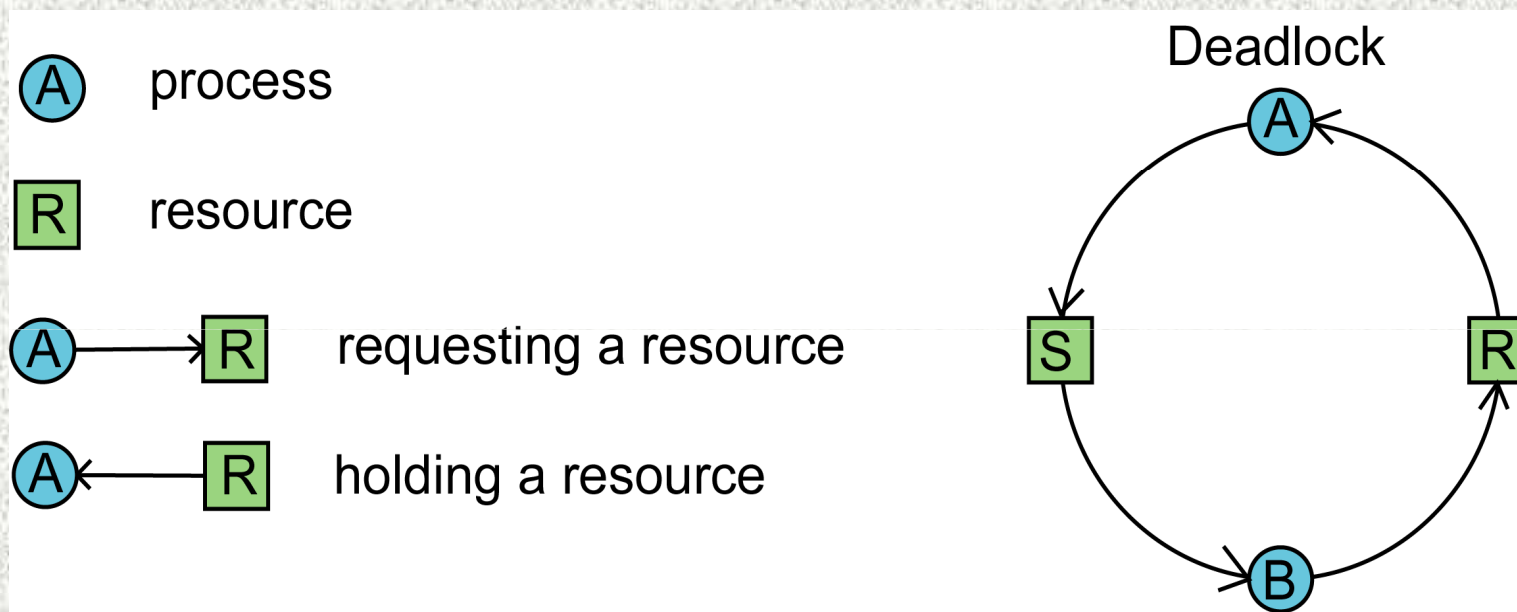 A process
R resource
A R requesting a resource
A R holding a resource
Deadlock
A
S R
B